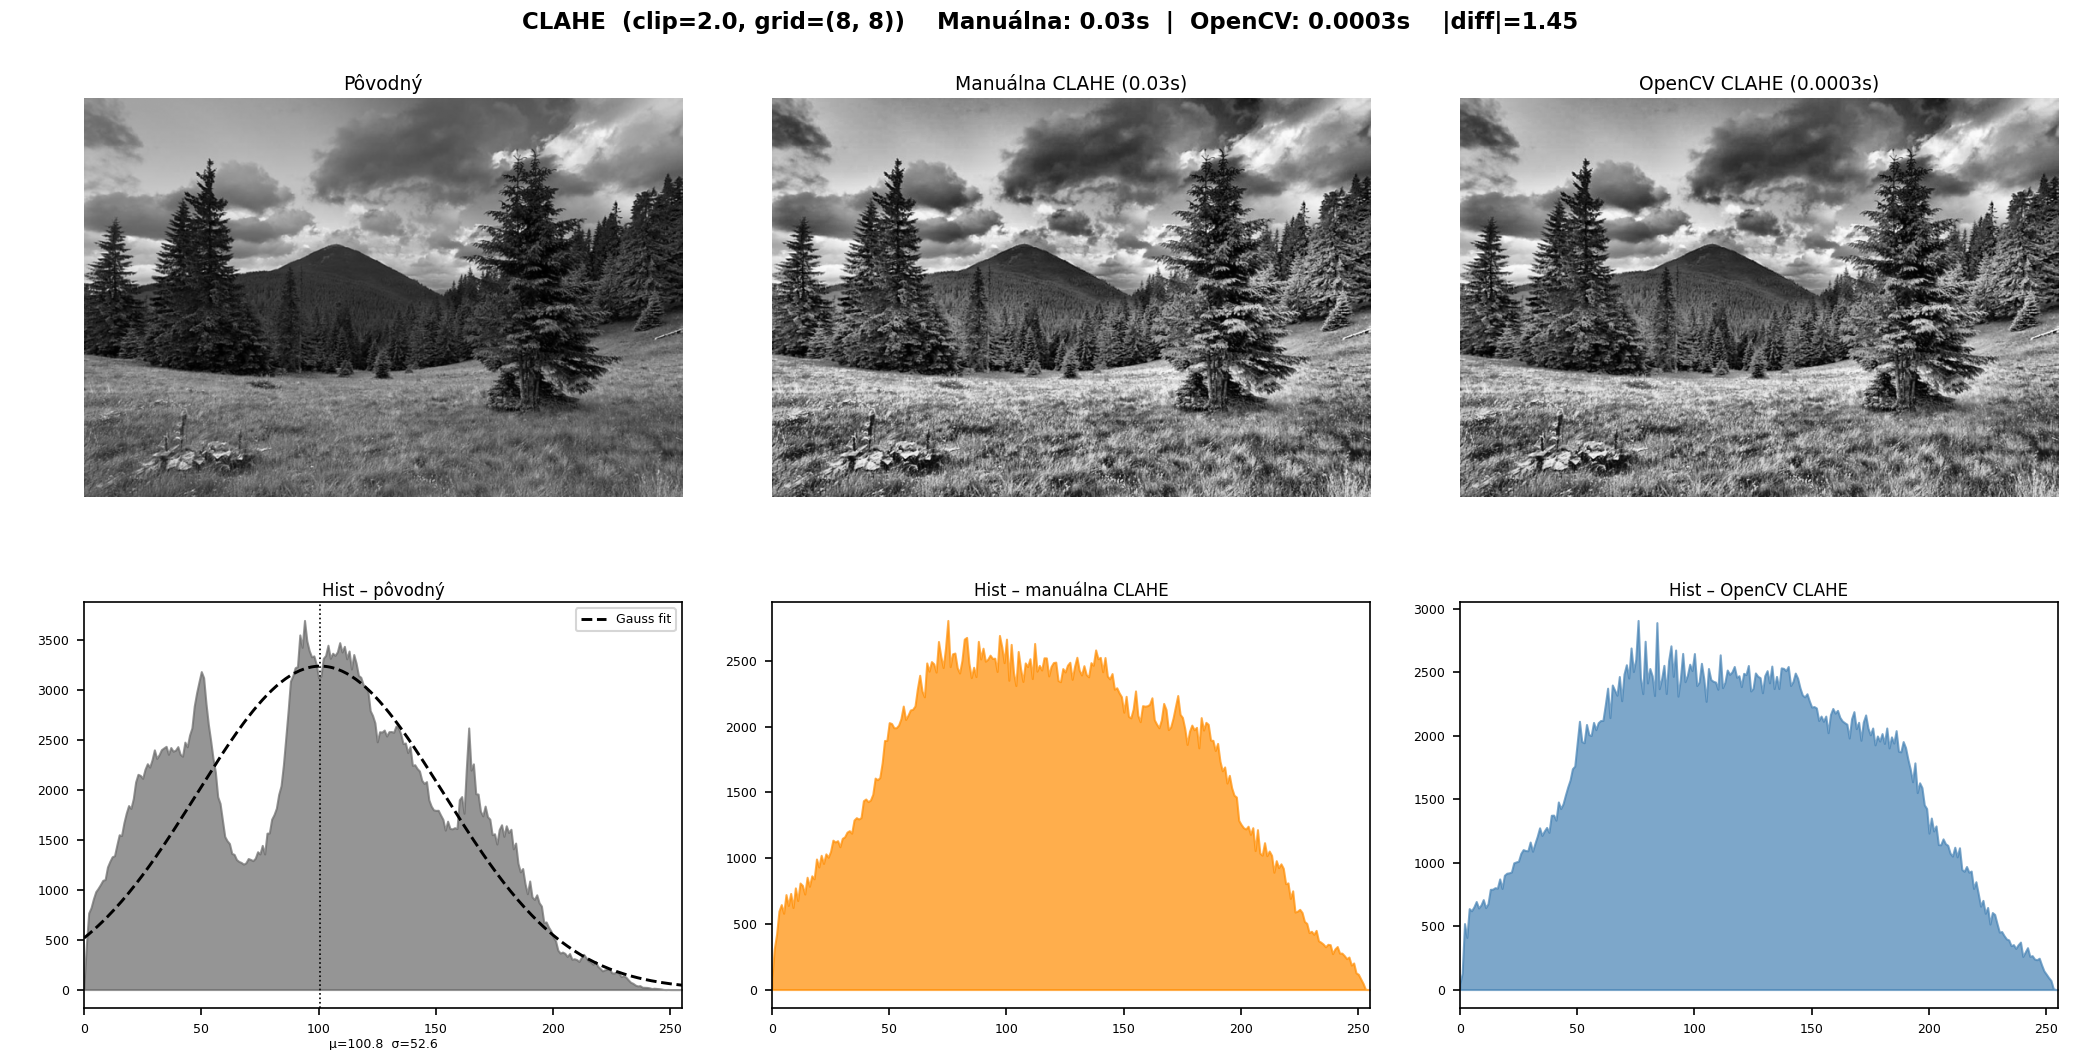 CLAHE (clip=2.0, grid=(8, 8)) Manuálna: 0.03s | OpenCV: 0.0003s |diff|=1.45
Pôvodný
Manuálna CLAHE (0.03s)
OpenCV CLAHE (0.0003s)
Hist – pôvodný
Gauss fit
3500
3000
2500
2000
1500
1000
500
0
0 50 100 150 200 250
μ=100.8 σ=52.6
Hist – manuálna CLAHE
2500
2000
1500
1000
500
0
0 50 100 150 200 250
Hist – OpenCV CLAHE
3000
2500
2000
1500
1000
500
0
0 50 100 150 200 250